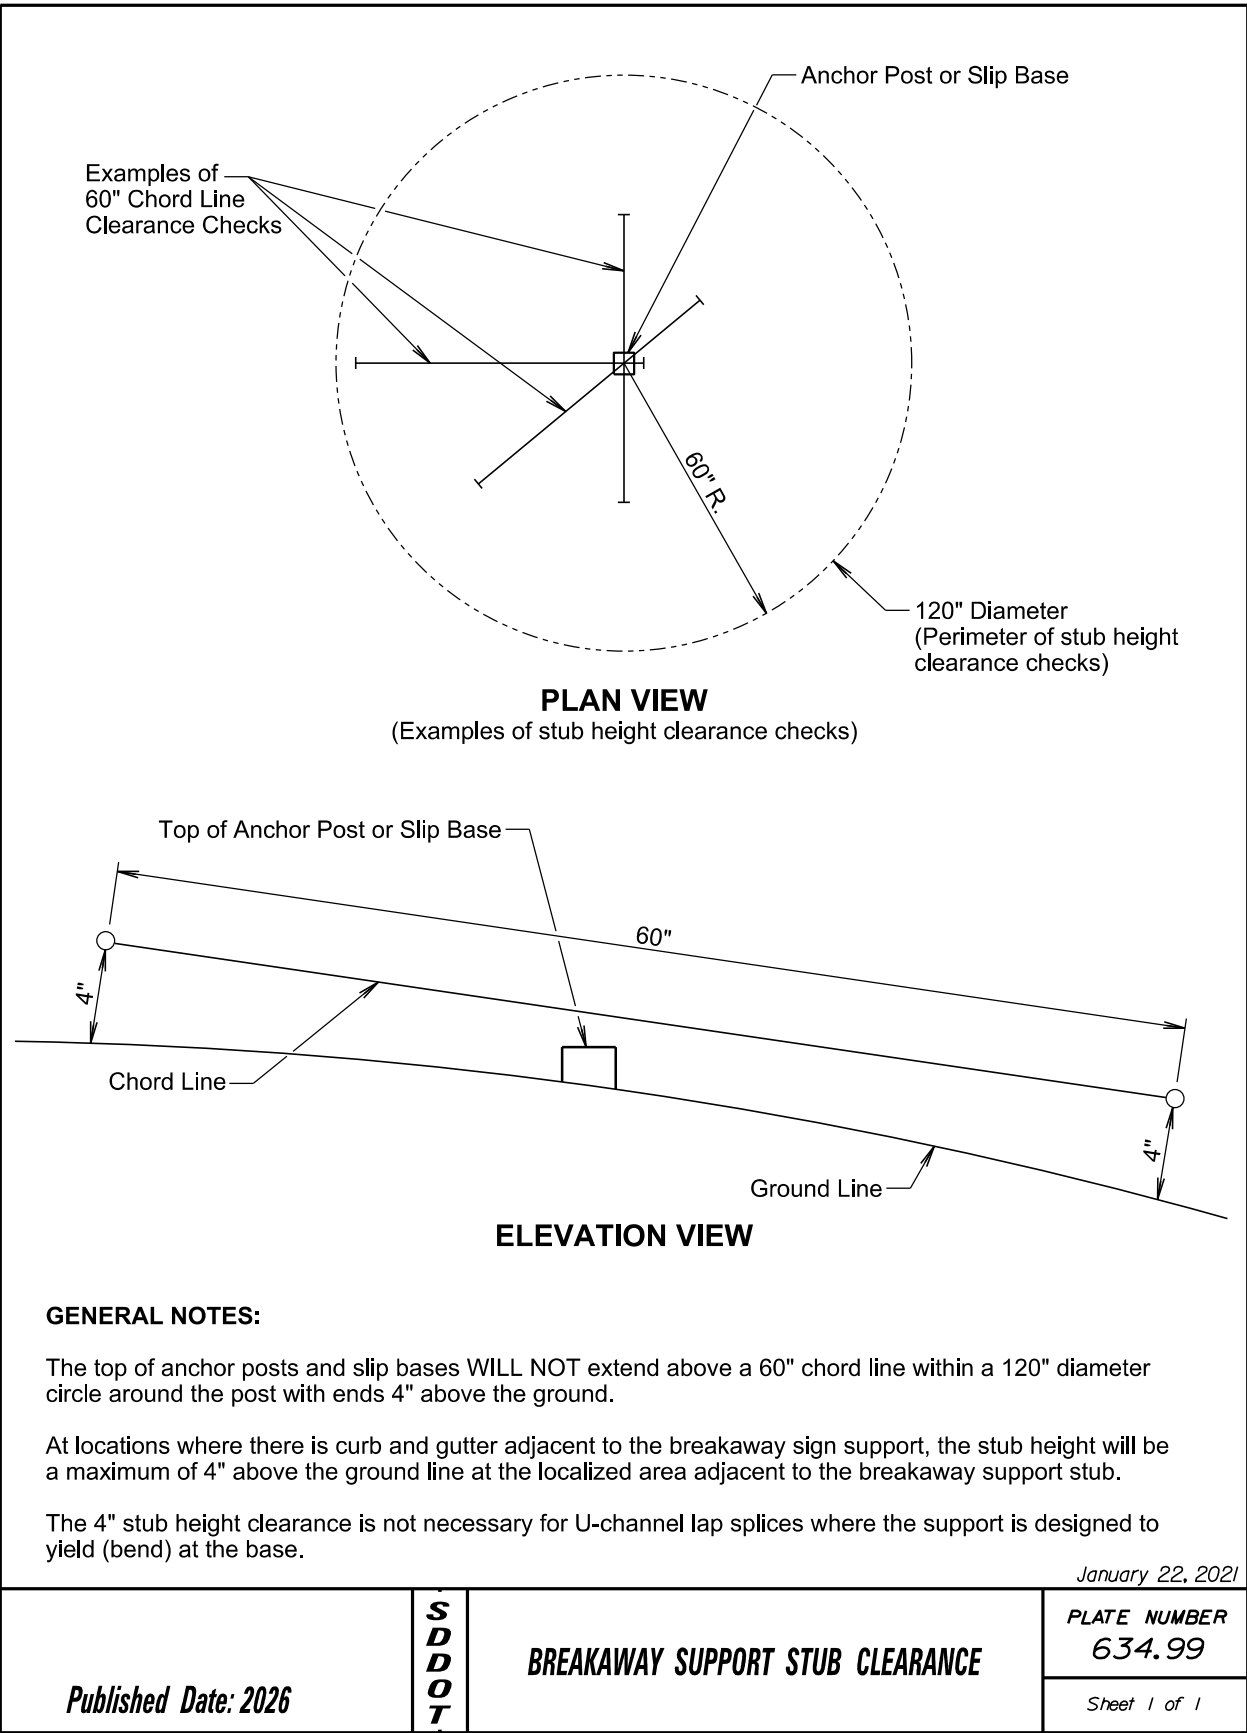 Anchor Post or Slip Base
Examples of
60" Chord Line
Clearance Checks
60" R.
120" Diameter
(Perimeter of stub height
clearance checks)
PLAN VIEW
(Examples of stub height clearance checks)
Top of Anchor Post or Slip Base
60"
4"
Chord Line
4"
Ground Line
ELEVATION VIEW
GENERAL NOTES:
The top of anchor posts and slip bases WILL NOT extend above a 60" chord line within a 120" diameter
circle around the post with ends 4" above the ground.
At locations where there is curb and gutter adjacent to the breakaway sign support, the stub height will be
a maximum of 4" above the ground line at the localized area adjacent to the breakaway support stub.
The 4" stub height clearance is not necessary for U-channel lap splices where the support is designed to
yield (bend) at the base.
January 22, 2021
Published Date: 2026
S
D
D
O
T
BREAKAWAY SUPPORT STUB CLEARANCE
PLATE NUMBER
634.99
Sheet 1 of 1